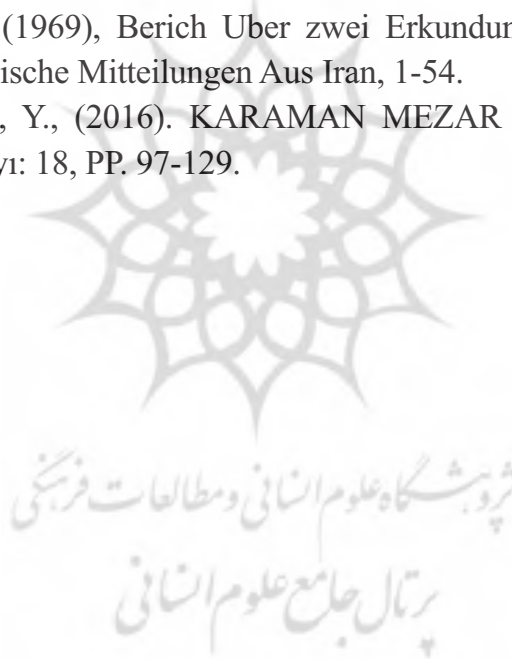 (1969), Berich Uber zwei Erkundun
ische Mitteilungen Aus Iran, 1-54.
, Y., (2016). KARAMAN MEZAR
yı: 18, PP. 97-129.
پژوهشگاه علوم انسانی و مطالعات فرهنگی
پرتال جامع علوم انسانی